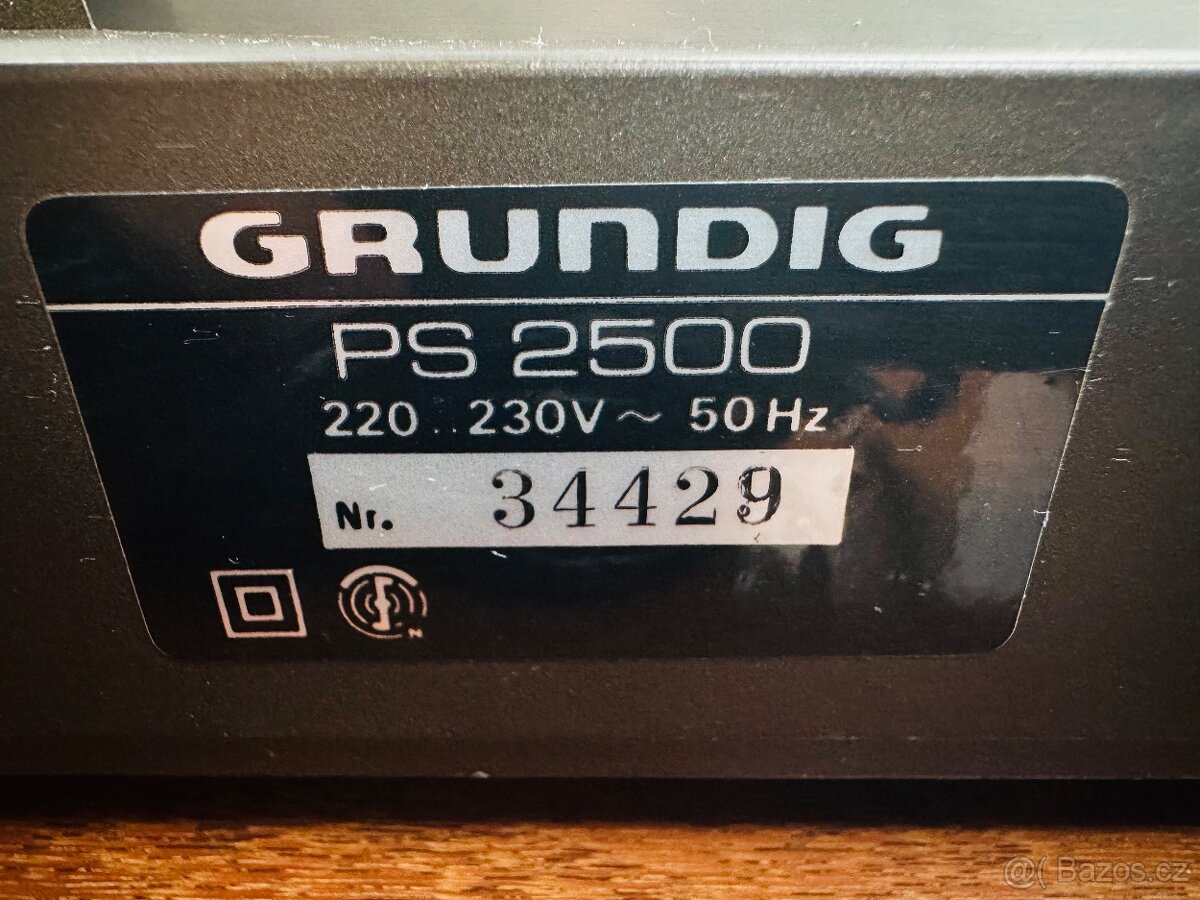 GRUNDIG
PS 2500
220..230V ~ 50 Hz
Nr. 34429
N
@( Bazos.cz